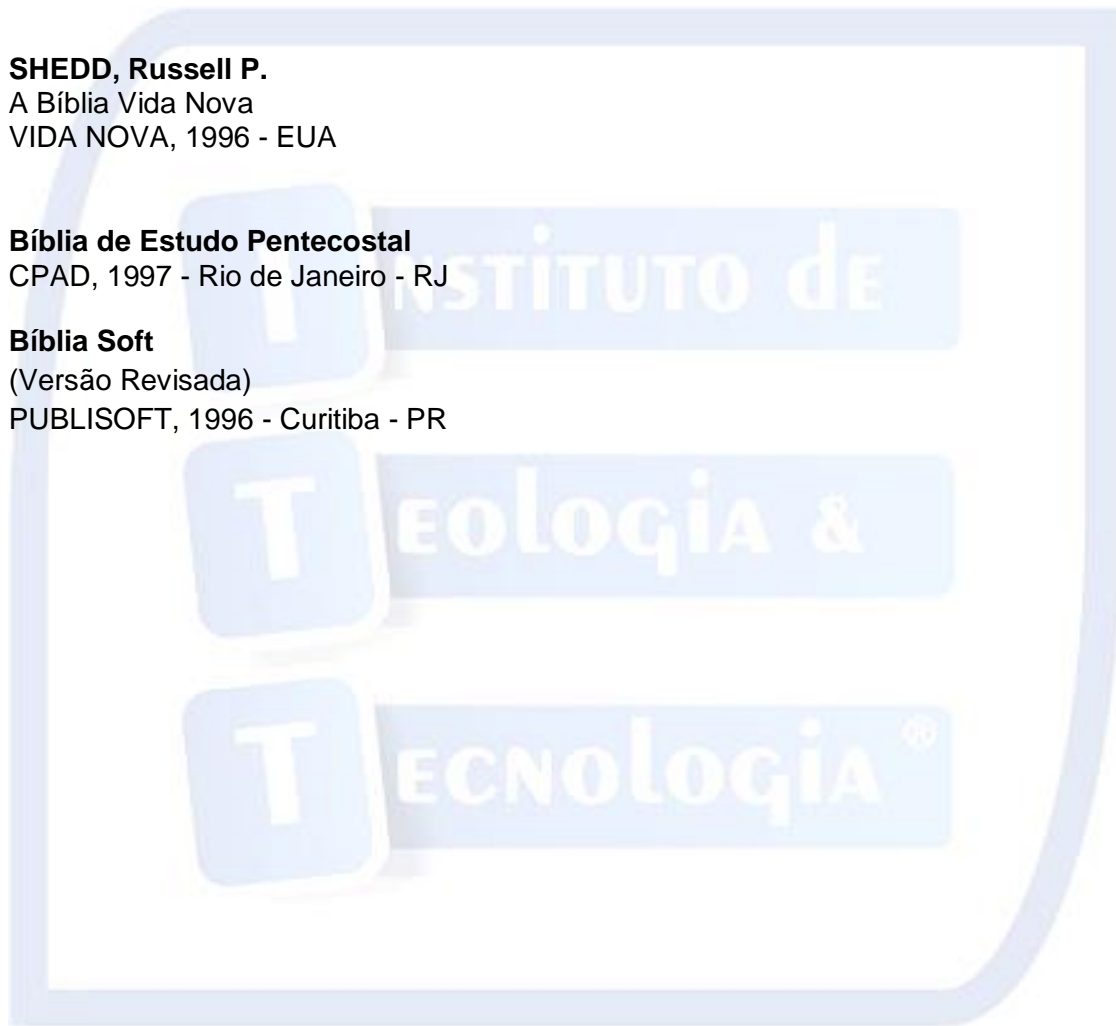 SHEDD, Russell P.
A Bíblia Vida Nova
VIDA NOVA, 1996 - EUA
Bíblia de Estudo Pentecostal
CPAD, 1997 - Rio de Janeiro - RJ
Bíblia Soft
(Versão Revisada)
PUBLISOFT, 1996 - Curitiba - PR
INSTITUTO dE
TEOLOGIA &
TECNOLOGIA ®